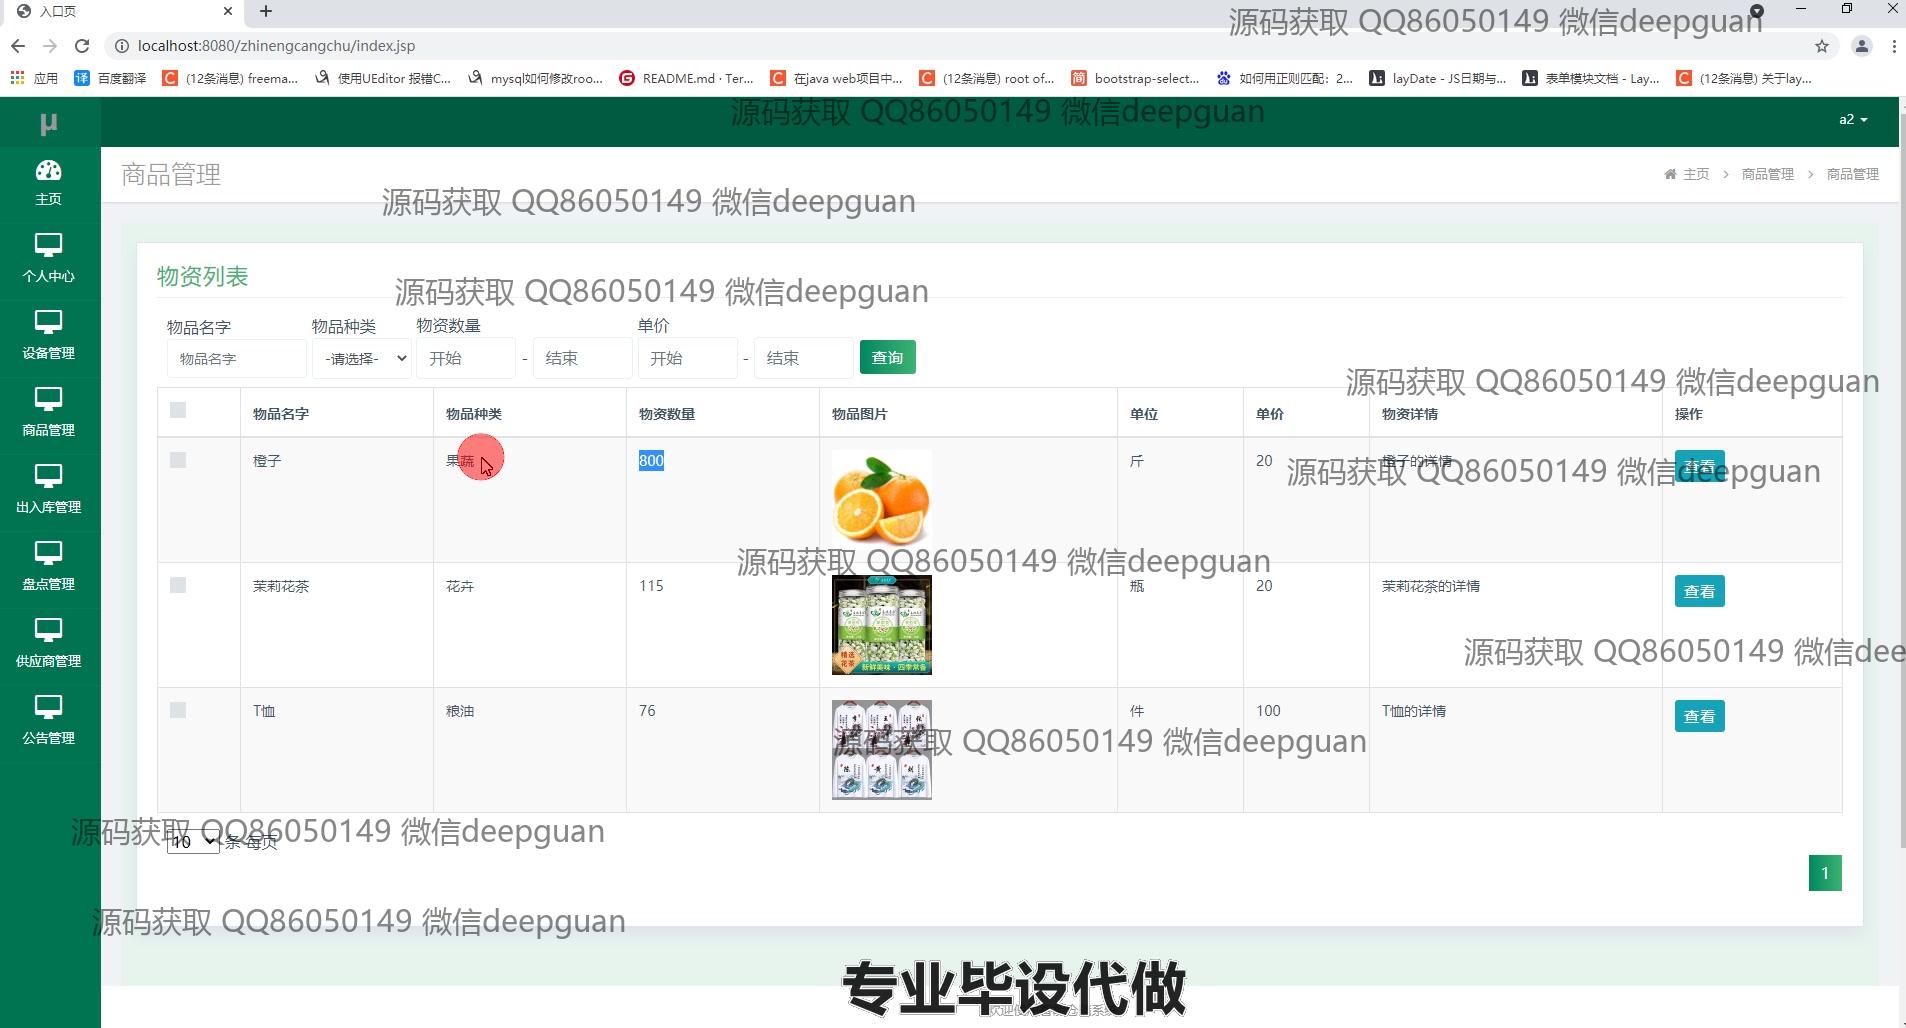 入口页
源码获取 QQ86050149 微信deepguan
localhost:8080/zhinengcangchu/index.jsp
应用 百度翻译 (12条消息) freema... 使用UEditor 报错C... mysql如何修改roo... README.md · Ter... 在java web项目中... (12条消息) root of... bootstrap-select... 如何用正则匹配：2... layDate - JS日期与... 表单模块文档 - Lay... (12条消息) 关于lay...
源码获取 QQ86050149 微信deepguan
μ
a2
主页
商品管理
主页 > 商品管理 > 商品管理
源码获取 QQ86050149 微信deepguan
个人中心
物资列表
源码获取 QQ86050149 微信deepguan
物品名字 物品种类 物资数量 单价
设备管理
物品名字 -请选择- 开始 - 结束 开始 - 结束 查询
源码获取 QQ86050149 微信deepguan
物品名字 物品种类 物资数量 物品图片 单位 单价 物资详情 操作
商品管理
橙子 果蔬 800 斤 20 橙子的详情 查看
源码获取 QQ86050149 微信deepguan
出入库管理
源码获取 QQ86050149 微信deepguan
盘点管理
茉莉花茶 花卉 115 瓶 20 茉莉花茶的详情 查看
精选
花茶
新鲜美味·四季常香
源码获取 QQ86050149 微信dee
供应商管理
T恤 粮油 76 件 100 T恤的详情 查看
公告管理
源码获取 QQ86050149 微信deepguan
源码获取 QQ86050149 微信deepguan
10 条 每页
1
源码获取 QQ86050149 微信deepguan
专业毕设代做